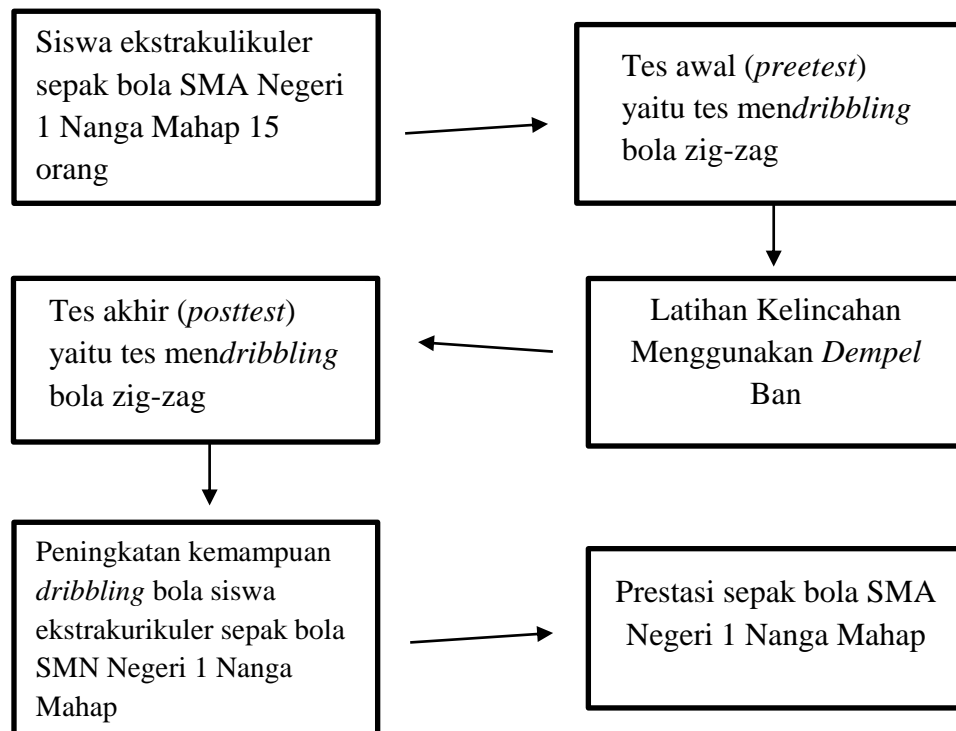 Siswa ekstrakulikuler
sepak bola SMA Negeri
1 Nanga Mahap 15
orang
Tes awal (preetest)
yaitu tes mendribbling
bola zig-zag
Latihan Kelincahan
Menggunakan Dempel
Ban
Tes akhir (posttest)
yaitu tes mendribbling
bola zig-zag
Peningkatan kemampuan
dribbling bola siswa
ekstrakurikuler sepak bola
SMN Negeri 1 Nanga
Mahap
Prestasi sepak bola SMA
Negeri 1 Nanga Mahap